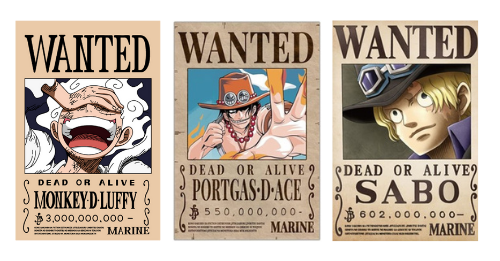 WANTED
DEAD OR ALIVE
MONKEY·D·LUFFY
฿3,000,000,000-
MARINE
WANTED
DEAD OR ALIVE
PORTGAS·D·ACE
฿550,000,000-
MARINE
WANTED
DEAD OR ALIVE
SABO
฿602,000,000-
MARINE